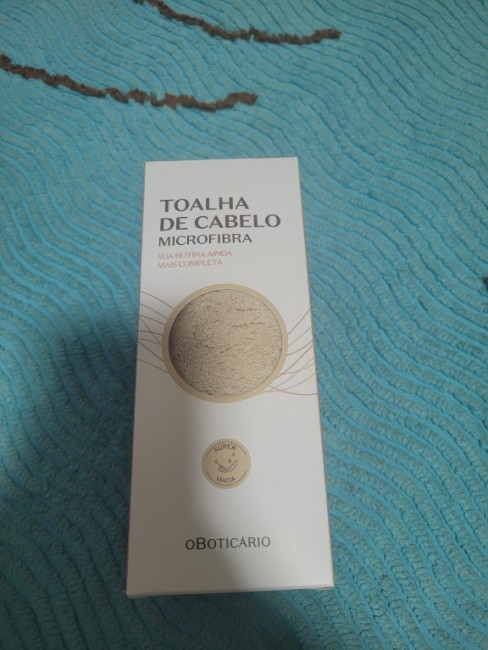 TOALHA
DE CABELO
MICROFIBRA
SUA ROTINA AINDA
MAIS COMPLETA
SUPER
MACIA
OBOTICÁRIO